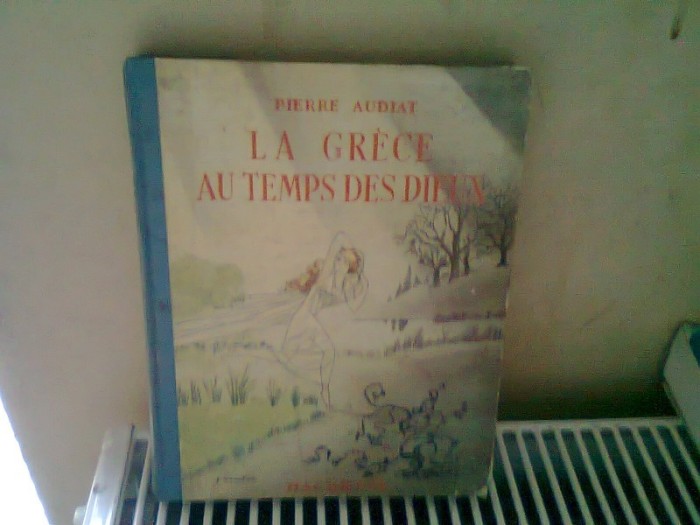 PIERRE AUDIAT
LA GRÈCE
AU TEMPS DES DIEUX